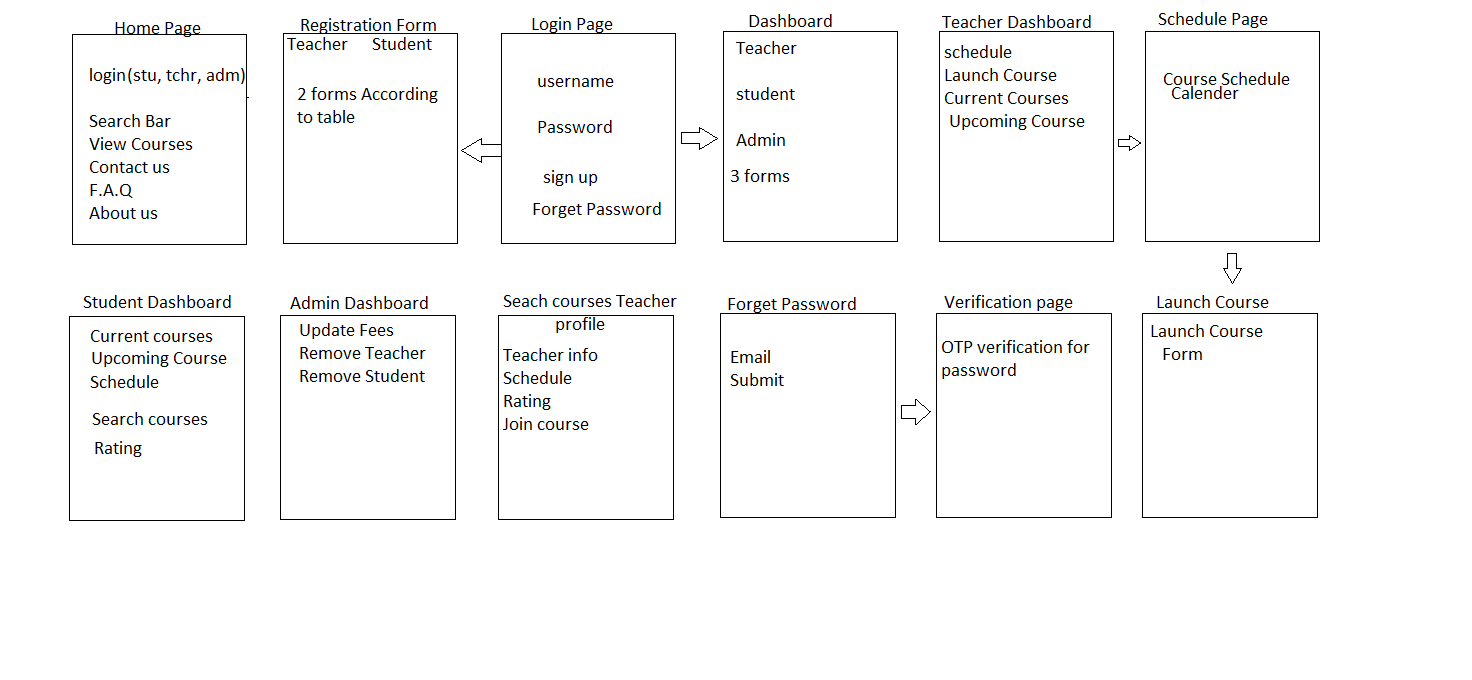 Home Page
login(stu, tchr, adm)
Search Bar
View Courses
Contact us
F.A.Q
About us
Registration Form
Teacher Student
2 forms According
to table
Login Page
username
Password
sign up
Forget Password
Dashboard
Teacher
student
Admin
3 forms
Teacher Dashboard
schedule
Launch Course
Current Courses
Upcoming Course
Schedule Page
Course Schedule
Calender
Student Dashboard
Current courses
Upcoming Course
Schedule
Search courses
Rating
Admin Dashboard
Update Fees
Remove Teacher
Remove Student
Seach courses Teacher
profile
Teacher info
Schedule
Rating
Join course
Forget Password
Email
Submit
Verification page
OTP verification for
password
Launch Course
Launch Course
Form